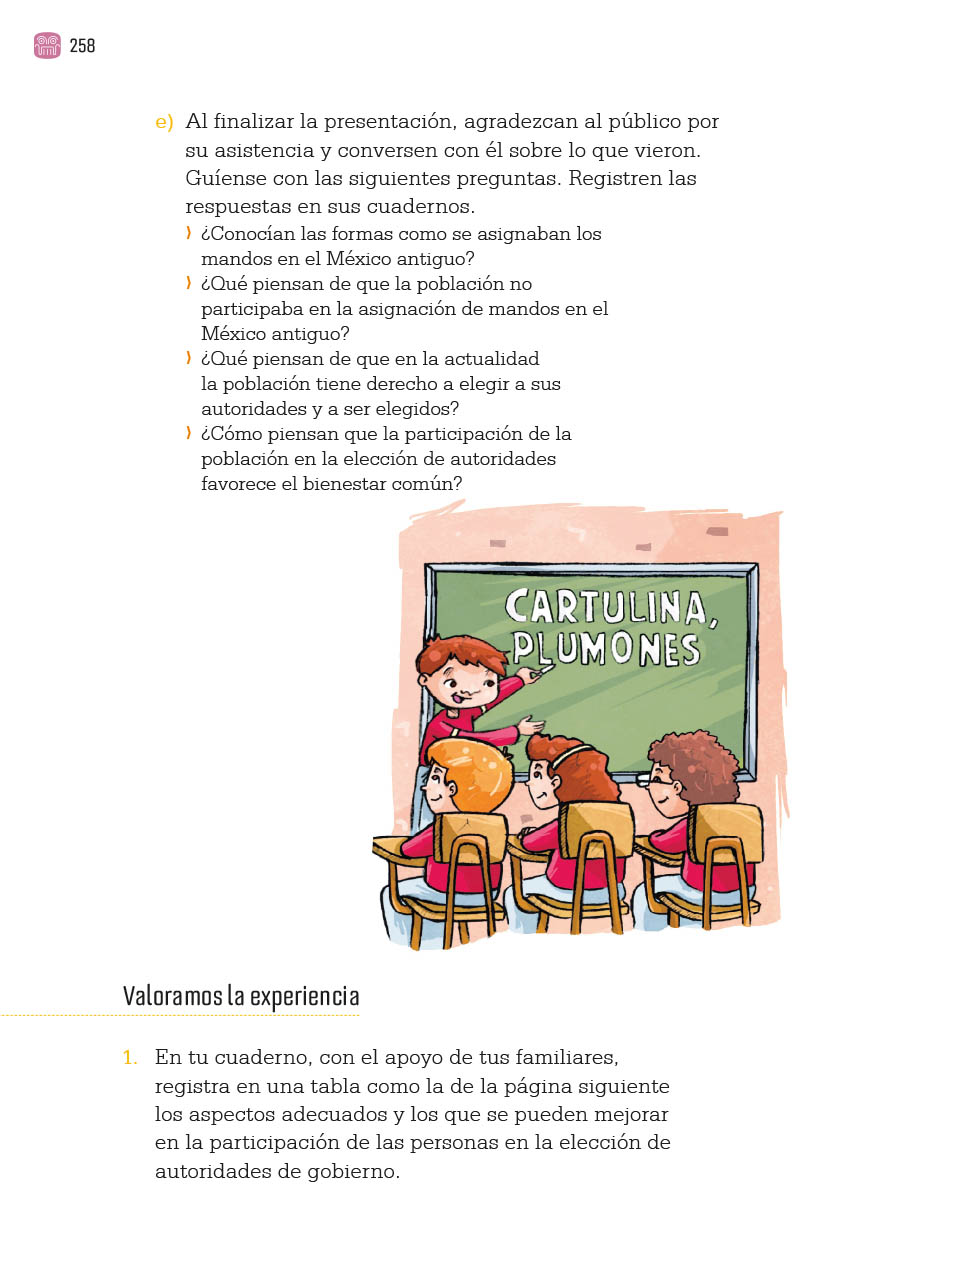 258
e) Al finalizar la presentación, agradezcan al público por
su asistencia y conversen con él sobre lo que vieron.
Guíense con las siguientes preguntas. Registren las
respuestas en sus cuadernos.
⟩ ¿Conocían las formas como se asignaban los
mandos en el México antiguo?
⟩ ¿Qué piensan de que la población no
participaba en la asignación de mandos en el
México antiguo?
⟩ ¿Qué piensan de que en la actualidad
la población tiene derecho a elegir a sus
autoridades y a ser elegidos?
⟩ ¿Cómo piensan que la participación de la
población en la elección de autoridades
favorece el bienestar común?
CARTULINA,
PLUMONES
Valoramos la experiencia
1. En tu cuaderno, con el apoyo de tus familiares,
registra en una tabla como la de la página siguiente
los aspectos adecuados y los que se pueden mejorar
en la participación de las personas en la elección de
autoridades de gobierno.